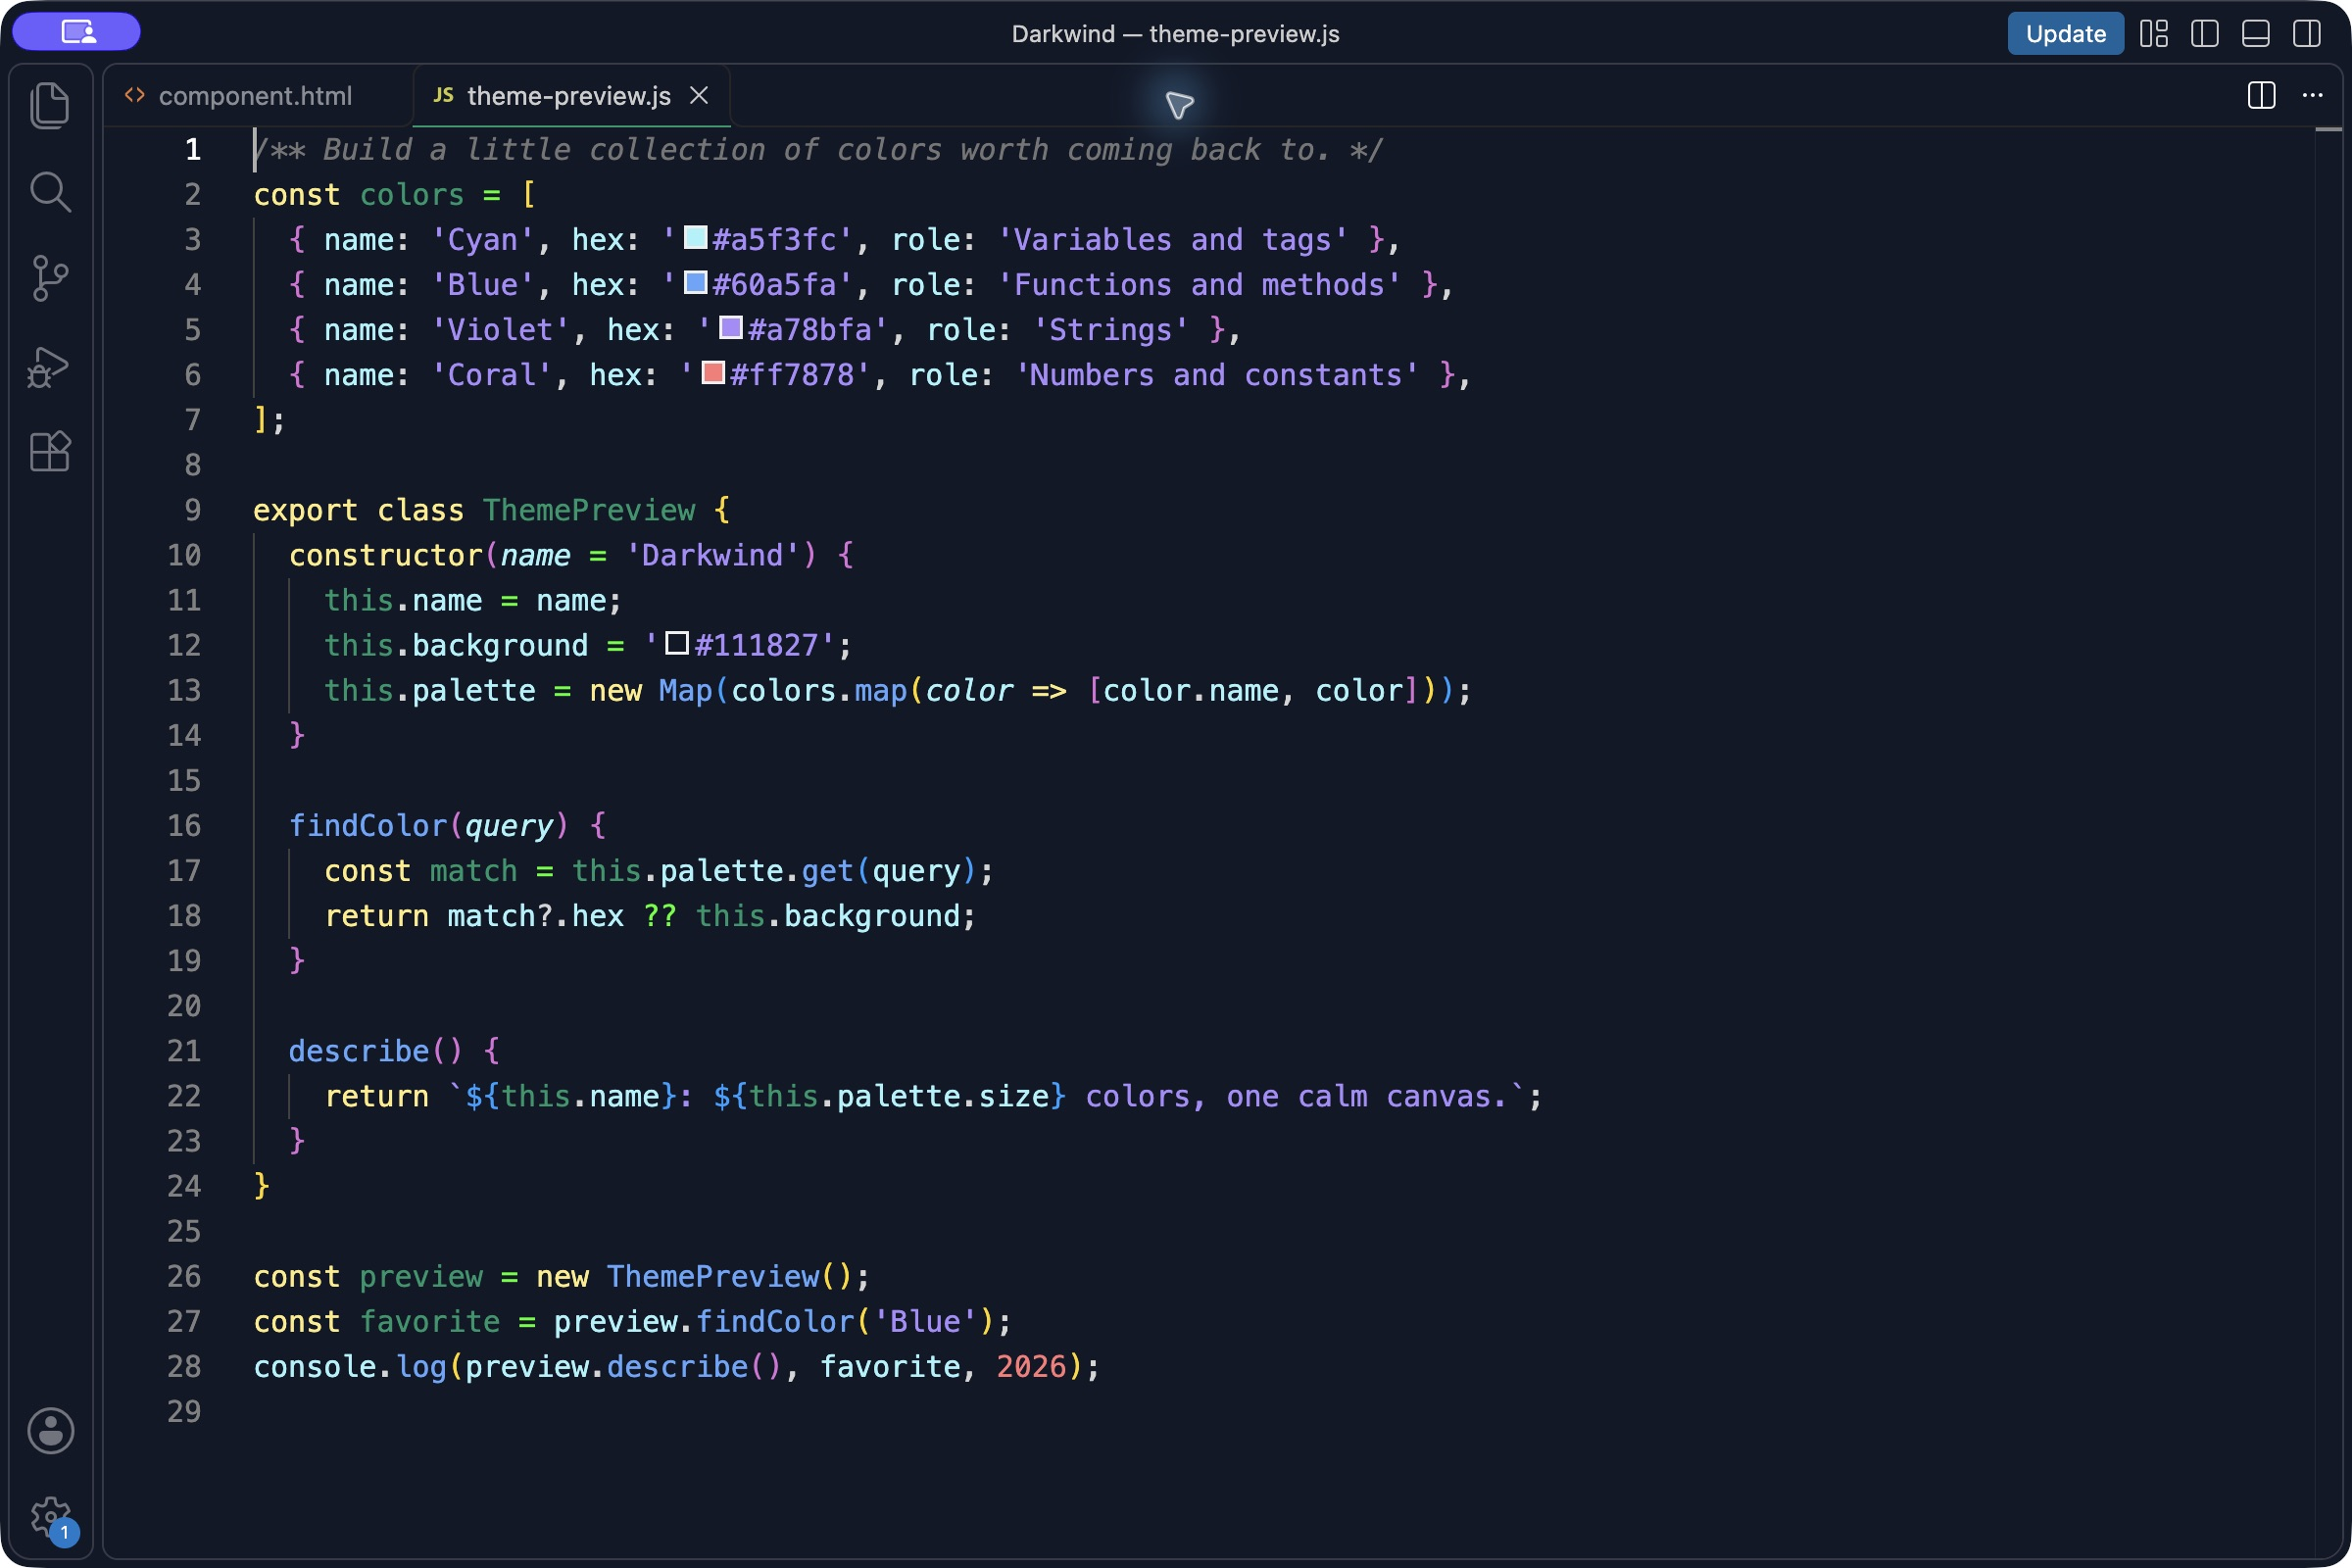 Darkwind — theme-preview.js
Update
<> component.html
JS theme-preview.js
1 /** Build a little collection of colors worth coming back to. */
2 const colors = [
3   { name: 'Cyan', hex: '#a5f3fc', role: 'Variables and tags' },
4   { name: 'Blue', hex: '#60a5fa', role: 'Functions and methods' },
5   { name: 'Violet', hex: '#a78bfa', role: 'Strings' },
6   { name: 'Coral', hex: '#ff7878', role: 'Numbers and constants' },
7 ];
8
9 export class ThemePreview {
10   constructor(name = 'Darkwind') {
11     this.name = name;
12     this.background = '#111827';
13     this.palette = new Map(colors.map(color => [color.name, color]));
14   }
15
16   findColor(query) {
17     const match = this.palette.get(query);
18     return match?.hex ?? this.background;
19   }
20
21   describe() {
22     return `${this.name}: ${this.palette.size} colors, one calm canvas.`;
23   }
24 }
25
26 const preview = new ThemePreview();
27 const favorite = preview.findColor('Blue');
28 console.log(preview.describe(), favorite, 2026);
29
1